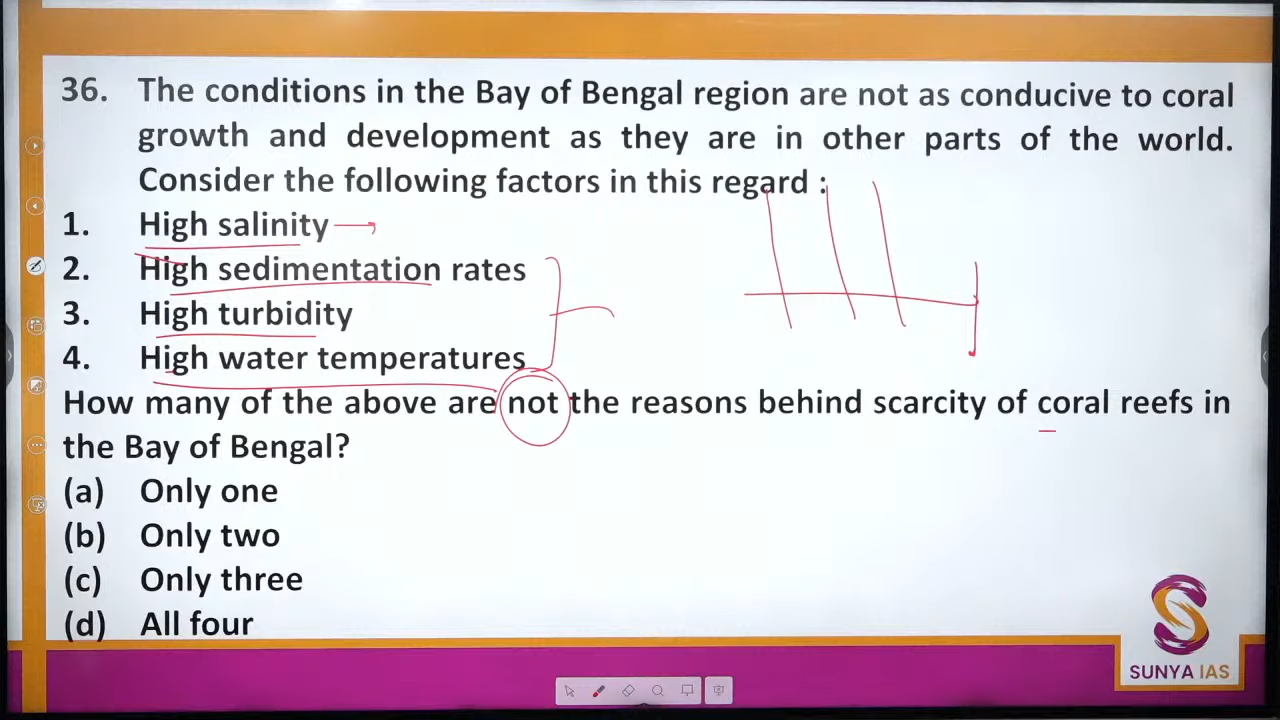 36. The conditions in the Bay of Bengal region are not as conducive to coral
growth and development as they are in other parts of the world.
Consider the following factors in this regard :
1. High salinity
2. High sedimentation rates
3. High turbidity
4. High water temperatures
How many of the above are not the reasons behind scarcity of coral reefs in
the Bay of Bengal?
(a) Only one
(b) Only two
(c) Only three
(d) All four
SUNYA IAS